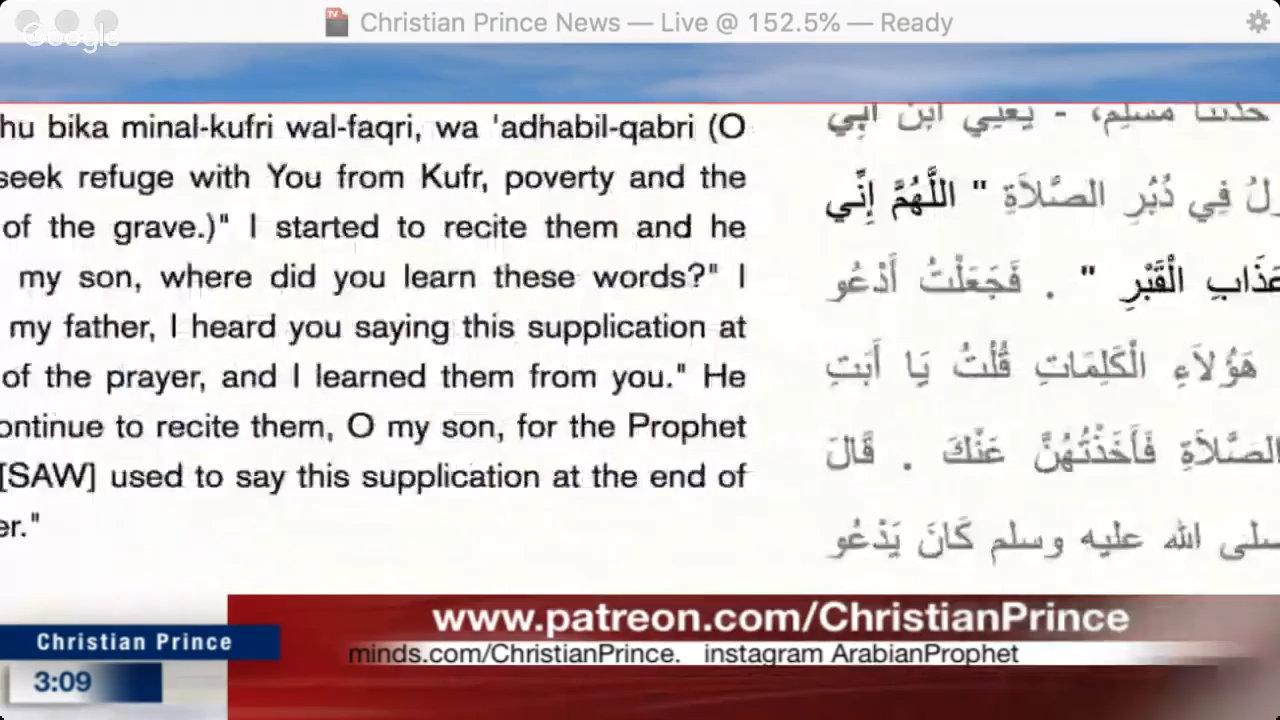 Christian Prince News — Live @ 152.5% — Ready
Google
hu bika minal-kufri wal-faqri, wa 'adhabil-qabri (O
seek refuge with You from Kufr, poverty and the
of the grave.)" I started to recite them and he
my son, where did you learn these words?" I
my father, I heard you saying this supplication at
of the prayer, and I learned them from you." He
ontinue to recite them, O my son, for the Prophet
[SAW] used to say this supplication at the end of
er."
حدثنا مسلم، - يعني ابن أبي
فِي دُبُرِ الصَّلاَةِ " اللَّهُمَّ إِنِّي
عَذَابِ الْقَبْرِ " . فَجَعَلْتُ أَدْعُو
هَؤُلاَءِ الْكَلِمَاتِ قُلْتُ يَا أَبَتِ
الصَّلاَةِ فَأَخَذْتُهُنَّ عَنْكَ . قَالَ
صلى الله عليه وسلم كَانَ يَدْعُو
www.patreon.com/ChristianPrince
Christian Prince
minds.com/ChristianPrince. instagram ArabianProphet
3:09